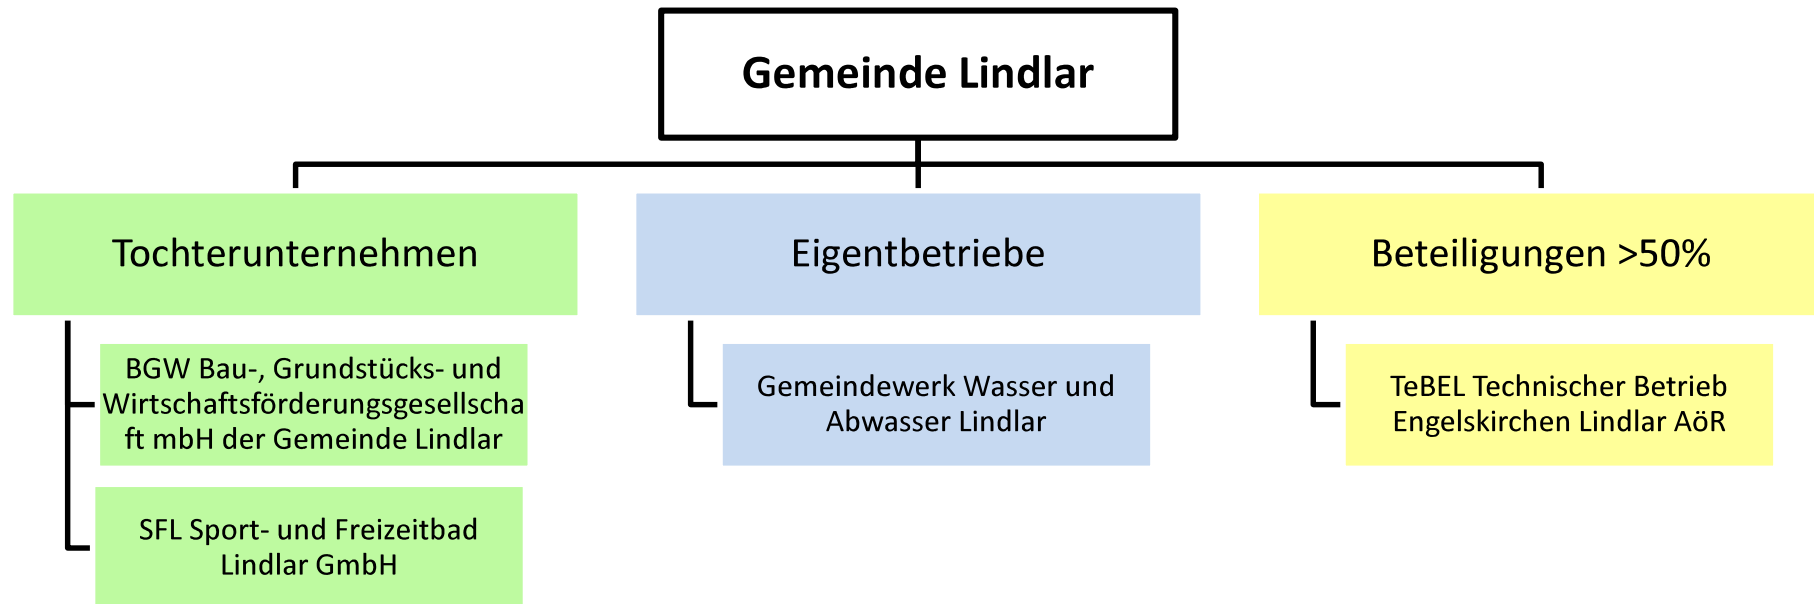 Gemeinde Lindlar
Tochterunternehmen
BGW Bau-, Grundstücks- und
Wirtschaftsförderungsgesellscha
ft mbH der Gemeinde Lindlar
SFL Sport- und Freizeitbad
Lindlar GmbH
Eigentbetriebe
Gemeindewerk Wasser und
Abwasser Lindlar
Beteiligungen >50%
TeBEL Technischer Betrieb
Engelskirchen Lindlar AöR